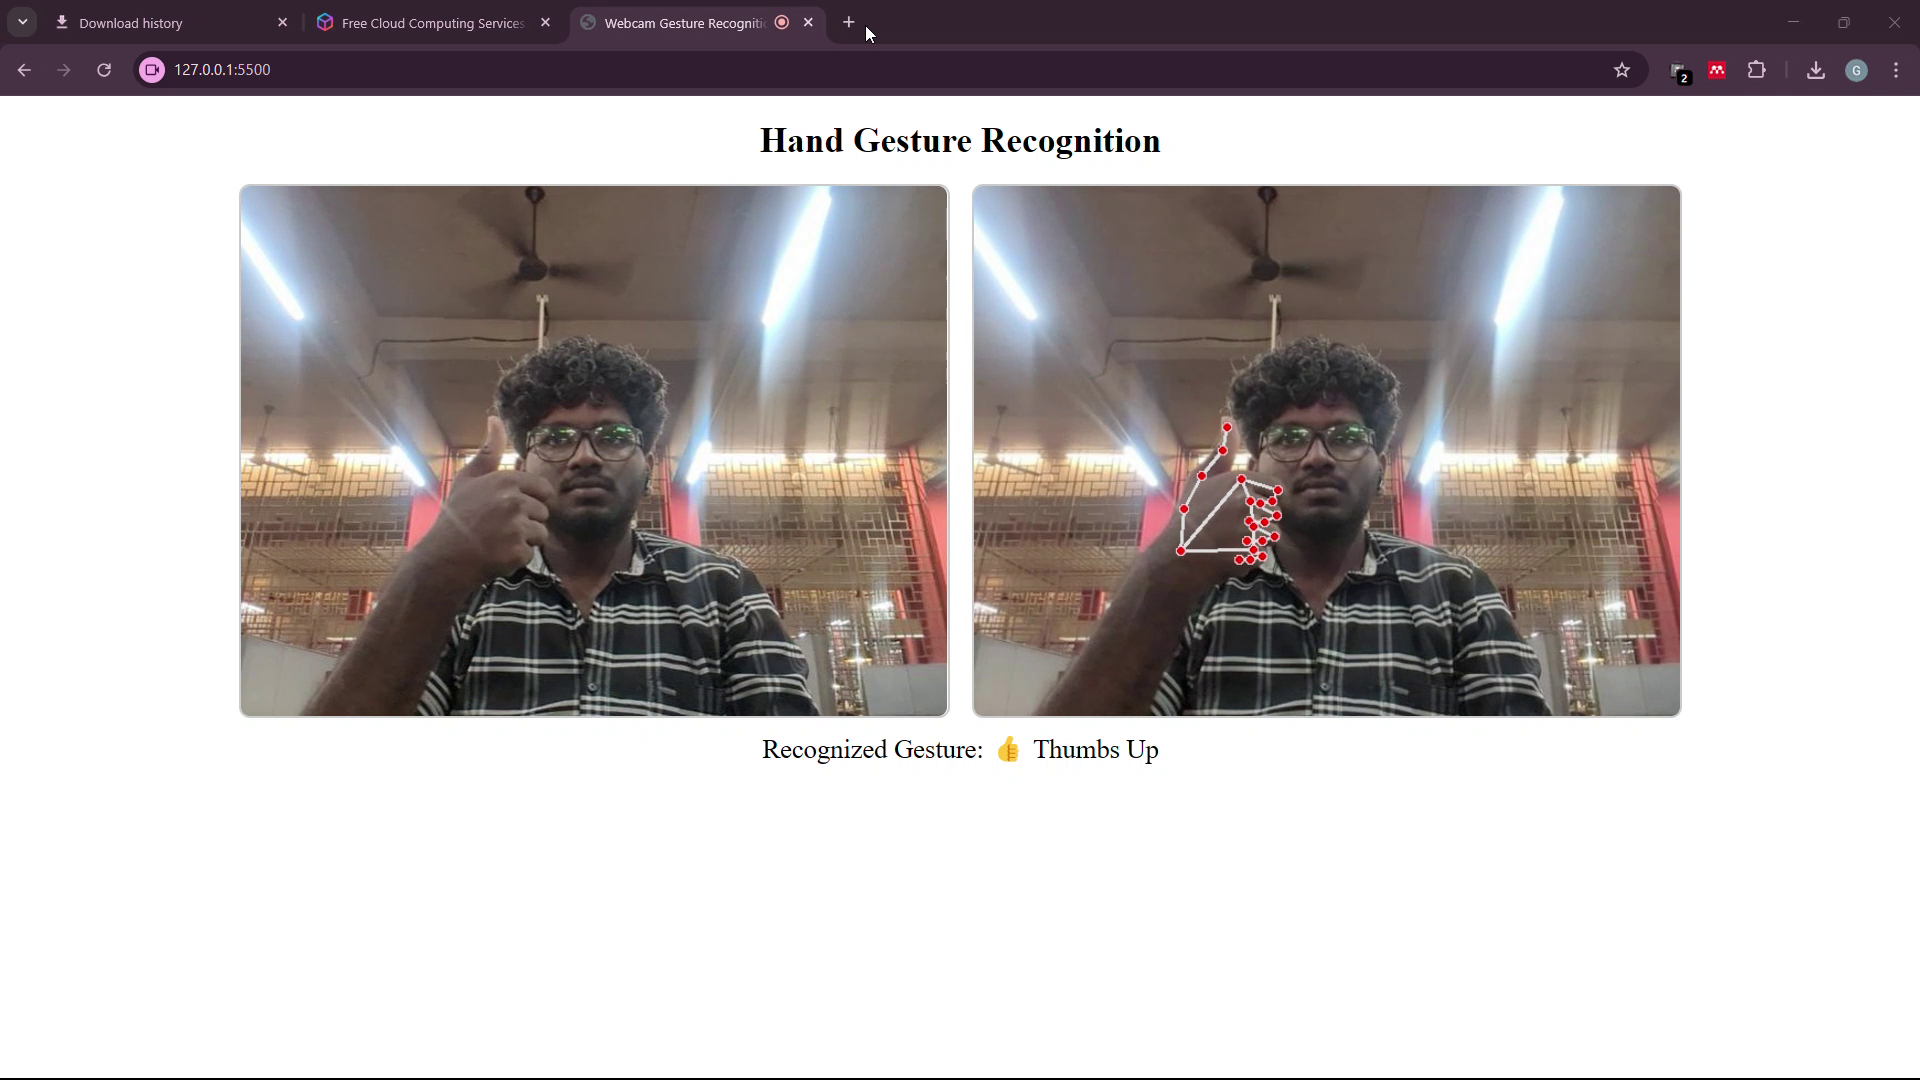 Download history
Free Cloud Computing Services
Webcam Gesture Recogniti
127.0.0.1:5500
2
G
Hand Gesture Recognition
Recognized Gesture: 👍 Thumbs Up